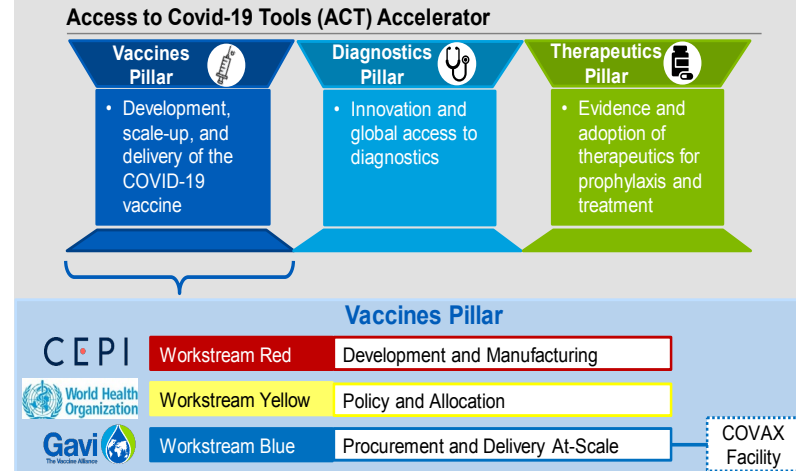 Access to Covid-19 Tools (ACT) Accelerator
Vaccines
Pillar
• Development,
scale-up, and
delivery of the
COVID-19
vaccine
Diagnostics
Pillar
• Innovation and
global access to
diagnostics
Therapeutics
Pillar
• Evidence and
adoption of
therapeutics for
prophylaxis and
treatment
Vaccines Pillar
CEPI
Workstream Red
Development and Manufacturing
World Health
Organization
Workstream Yellow
Policy and Allocation
Gavi
The Vaccine Alliance
Workstream Blue
Procurement and Delivery At-Scale
COVAX
Facility